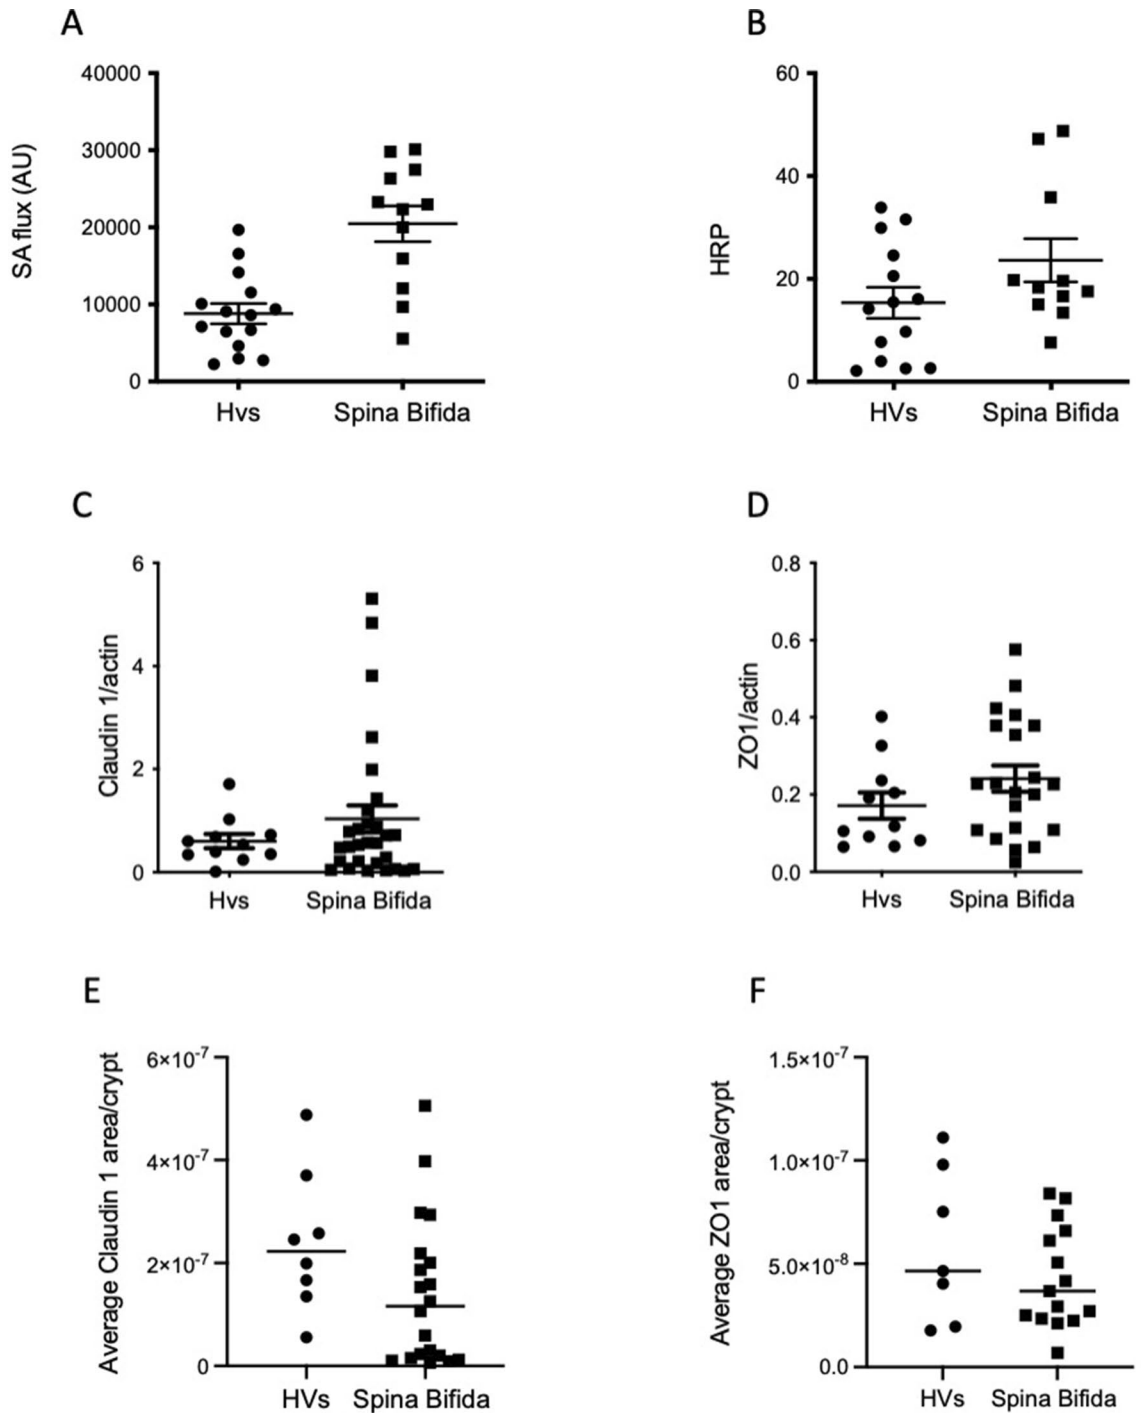 A
SA flux (AU)
40000
30000
20000
10000
0
Hvs
Spina Bifida
B
HRP
60
40
20
0
HVs
Spina Bifida
C
Claudin 1/actin
6
4
2
0
Hvs
Spina Bifida
D
ZO1/actin
0.8
0.6
0.4
0.2
0.0
Hvs
Spina Bifida
E
Average Claudin 1 area/crypt
6×10⁻⁷
4×10⁻⁷
2×10⁻⁷
0
HVs
Spina Bifida
F
Average ZO1 area/crypt
1.5×10⁻⁷
1.0×10⁻⁷
5.0×10⁻⁸
0.0
HVs
Spina Bifida